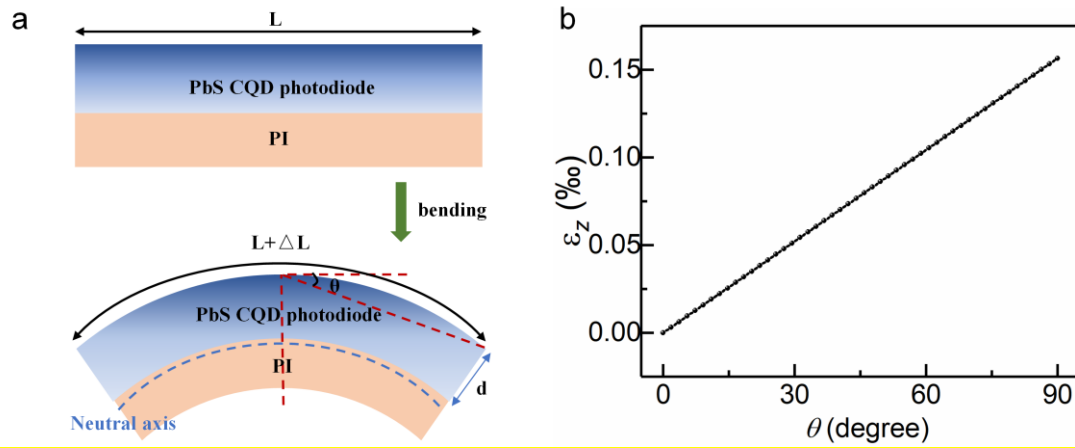 a
L
PbS CQD photodiode
PI
bending
L+△L
θ
PbS CQD photodiode
PI
d
Neutral axis
b
0.15
0.10
0.05
0.00
εz (‰)
0
30
60
90
θ (degree)